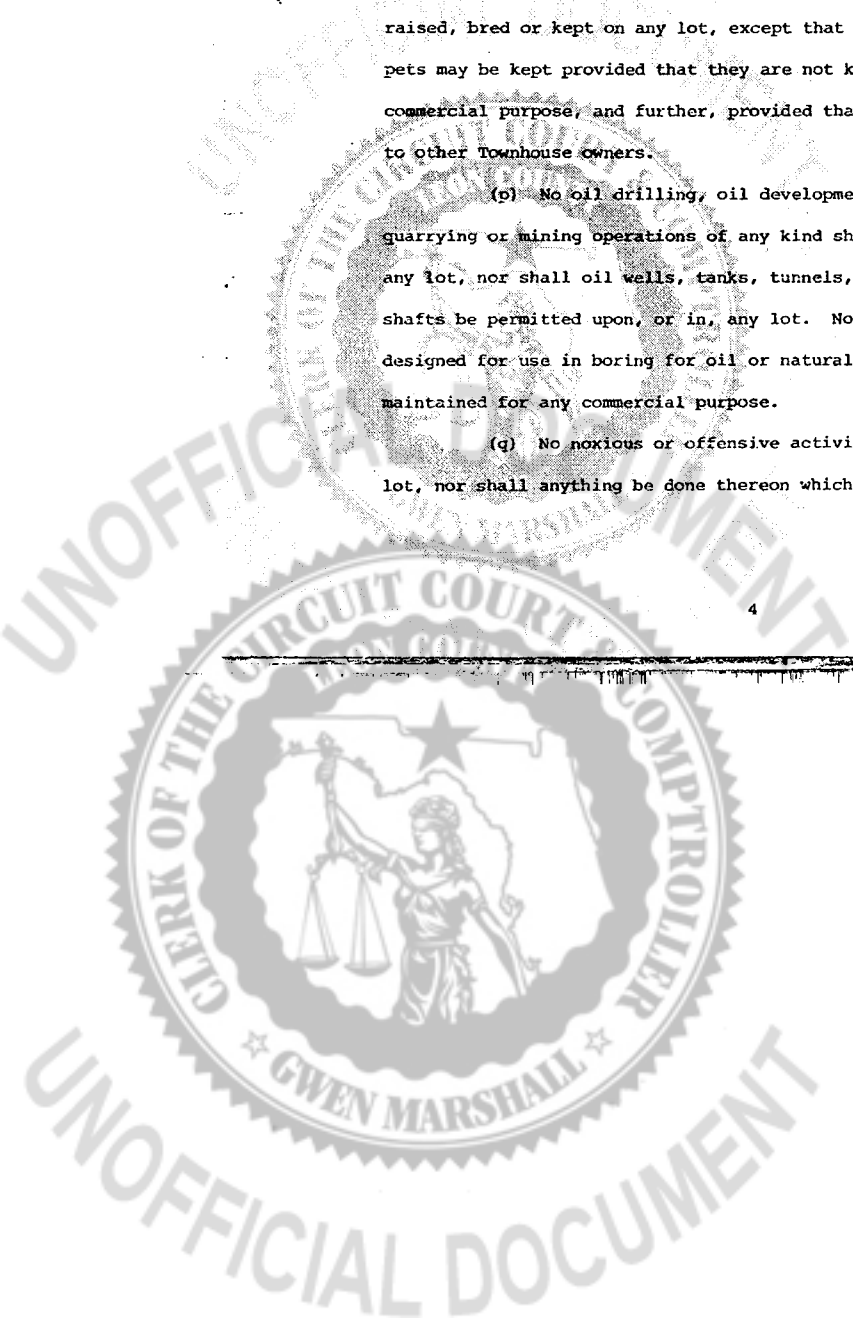 raised, bred or kept on any lot, except that
pets may be kept provided that they are not k
commercial purpose, and further, provided tha
to other Townhouse owners.
(p) No oil drilling, oil developme
quarrying or mining operations of any kind sh
any lot, nor shall oil wells, tanks, tunnels,
shafts be permitted upon, or in, any lot. No
designed for use in boring for oil or natural
maintained for any commercial purpose.
(q) No noxious or offensive activi
lot, nor shall anything be done thereon which
4
UNOFFICIAL DOCUMENT
CLERK OF THE CIRCUIT COURT & COMPTROLLER
GWEN MARSHALL
UNOFFICIAL DOCUMENT